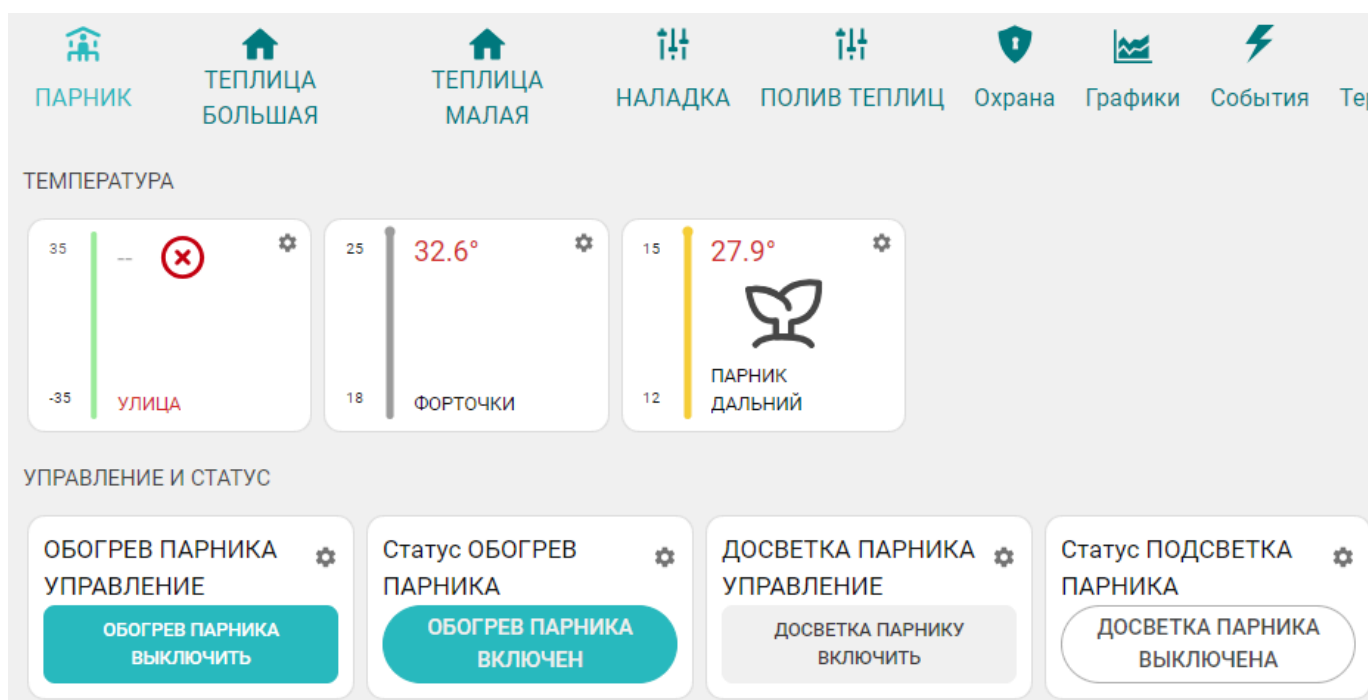 ПАРНИК
ТЕПЛИЦА
БОЛЬШАЯ
ТЕПЛИЦА
МАЛАЯ
НАЛАДКА
ПОЛИВ ТЕПЛИЦ
Охрана
Графики
События
ТЕМПЕРАТУРА
35
--
-35
УЛИЦА
25
32.6°
18
ФОРТОЧКИ
15
27.9°
12
ПАРНИК
ДАЛЬНИЙ
УПРАВЛЕНИЕ И СТАТУС
ОБОГРЕВ ПАРНИКА
УПРАВЛЕНИЕ
ОБОГРЕВ ПАРНИКА
ВЫКЛЮЧИТЬ
Статус ОБОГРЕВ
ПАРНИКА
ОБОГРЕВ ПАРНИКА
ВКЛЮЧЕН
ДОСВЕТКА ПАРНИКА
УПРАВЛЕНИЕ
ДОСВЕТКА ПАРНИКУ
ВКЛЮЧИТЬ
Статус ПОДСВЕТКА
ПАРНИКА
ДОСВЕТКА ПАРНИКА
ВЫКЛЮЧЕНА